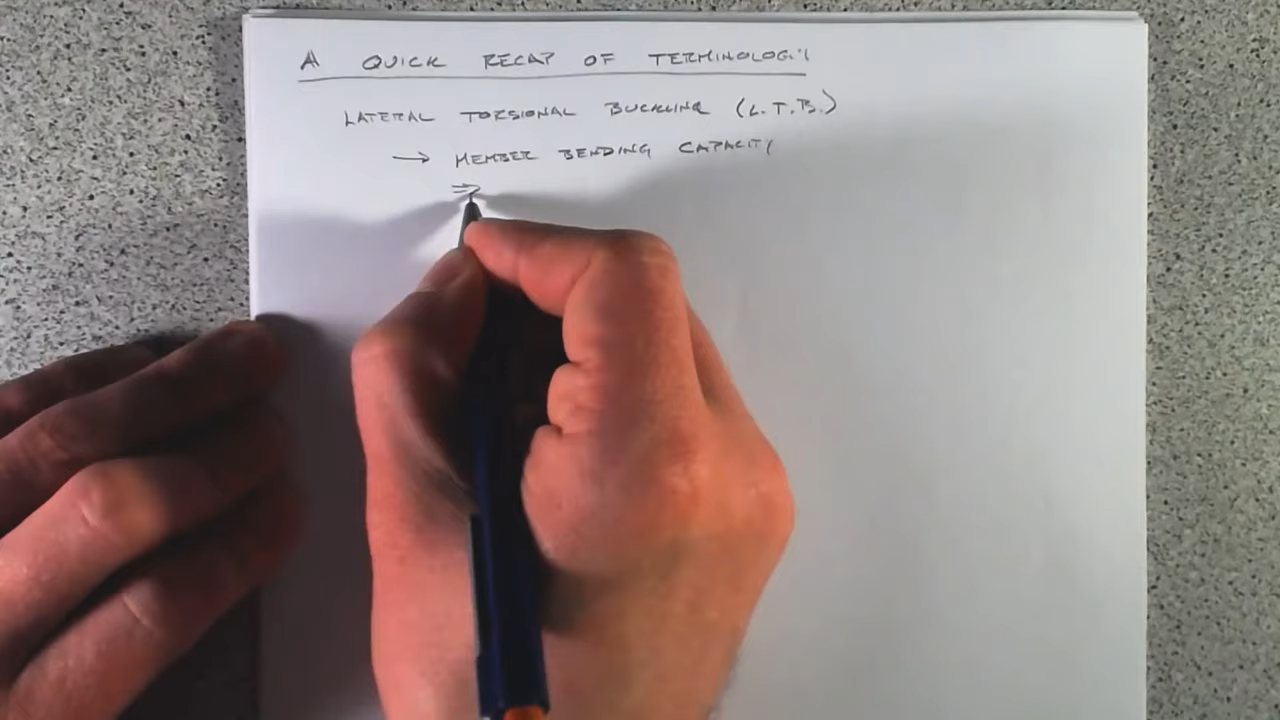 A QUICK RECAP OF TERMINOLOGY
LATERAL TORSIONAL BUCKLING (L.T.B.)
→ MEMBER BENDING CAPACITY
⇒